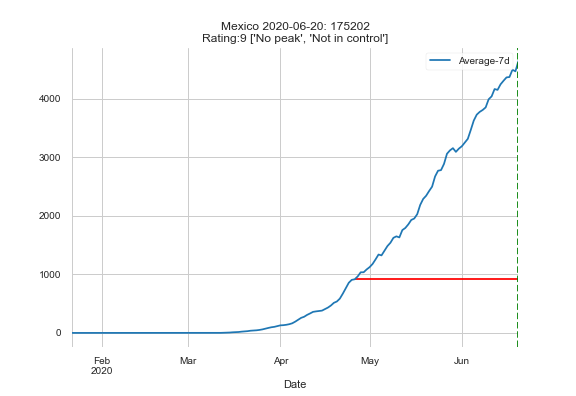 Mexico 2020-06-20: 175202
Rating:9 ['No peak', 'Not in control']
Average-7d
4000
3000
2000
1000
0
Feb
2020
Mar
Apr
May
Jun
Date